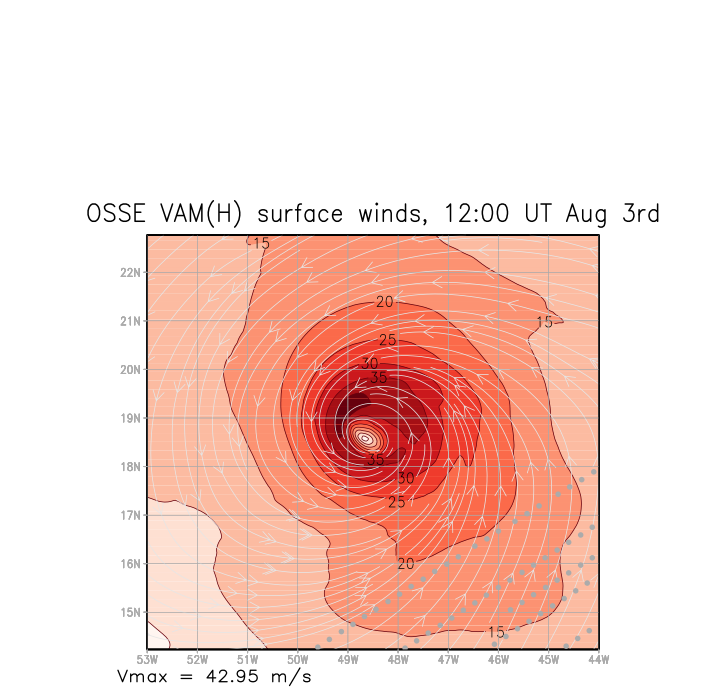 OSSE VAM(H) surface winds, 12:00 UT Aug 3rd
15
22N
20
21N
15
25
30
20N
35
19N
35
18N
30
25
17N
20
16N
15N
15
53W 52W 51W 50W 49W 48W 47W 46W 45W 44W
Vmax = 42.95 m/s